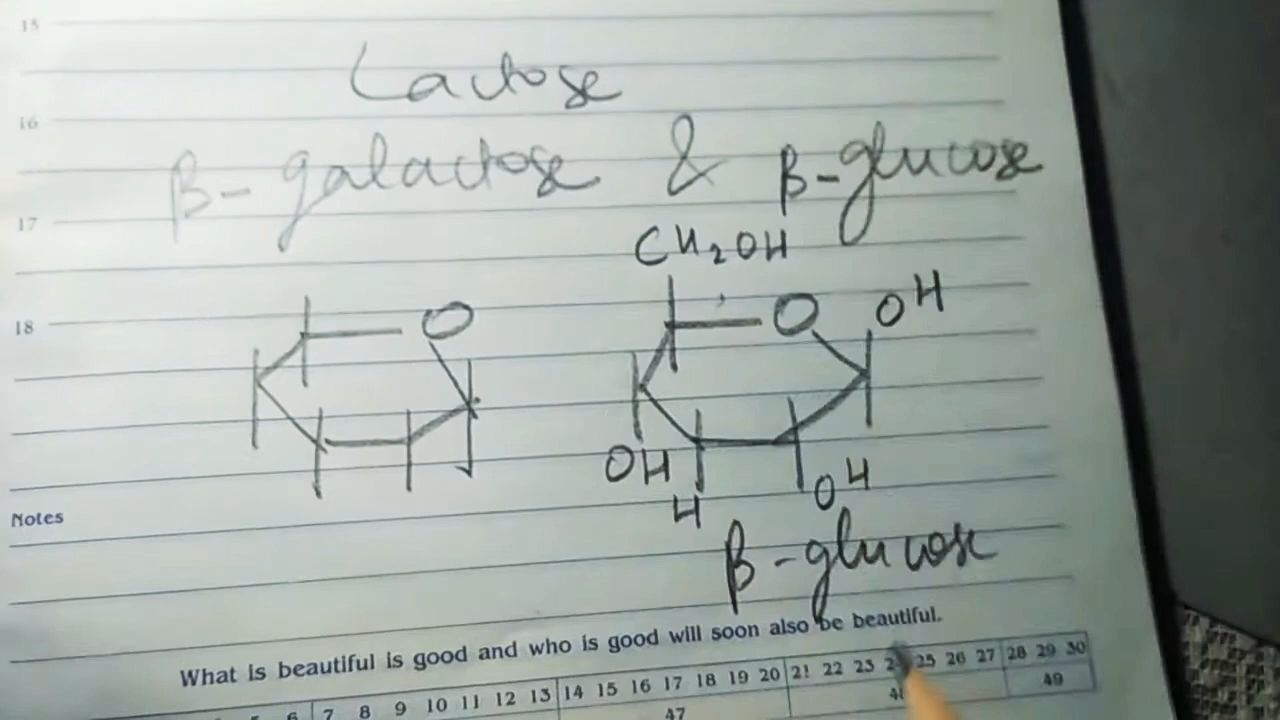 15
Lactose
16
β- galactose & β-glucose
17
CH₂OH
18
O
O
OH
OH
H
OH
Notes
β-glucose
What is beautiful is good and who is good will soon also be beautiful.
6 7 8 9 10 11 12 13 14 15 16 17 18 19 20 21 22 23 25 26 27 28 29 30
47 49